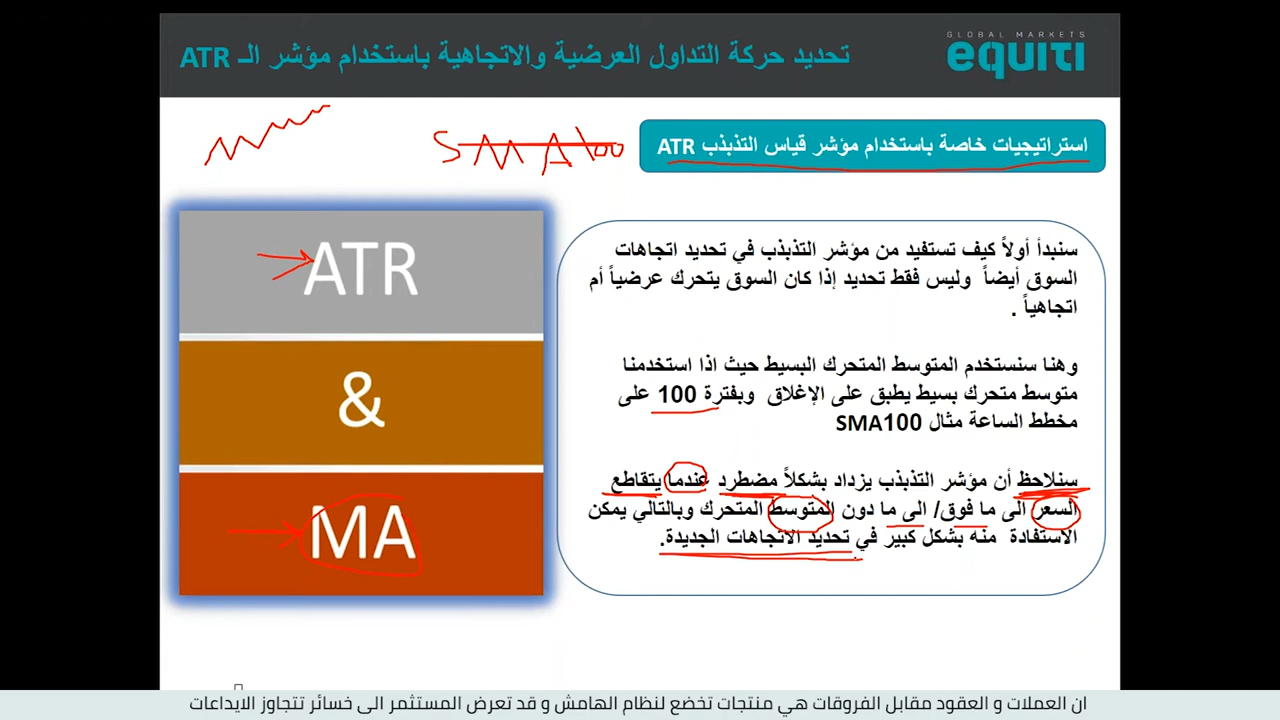 GLOBAL MARKETS
equiti
تحديد حركة التداول العرضية والاتجاهية باستخدام مؤشر الـ ATR
استراتيجيات خاصة باستخدام مؤشر قياس التذبذب ATR
SMA100
ATR
&
MA
سنبدأ أولاً كيف تستفيد من مؤشر التذبذب في تحديد اتجاهات
السوق أيضاً وليس فقط تحديد إذا كان السوق يتحرك عرضياً أم
اتجاهياً .
وهنا سنستخدم المتوسط المتحرك البسيط حيث اذا استخدمنا
متوسط متحرك بسيط يطبق على الإغلاق وبفترة 100 على
مخطط الساعة مثال SMA100
سنلاحظ أن مؤشر التذبذب يزداد بشكلاً مضطرد عندما يتقاطع
السعر الى ما فوق/ الى ما دون المتوسط المتحرك وبالتالي يمكن
الاستفادة منه بشكل كبير في تحديد الاتجاهات الجديدة.
ان العملات و العقود مقابل الفروقات هي منتجات تخضع لنظام الهامش و قد تعرض المستثمر الى خسائر تتجاوز الايداعات